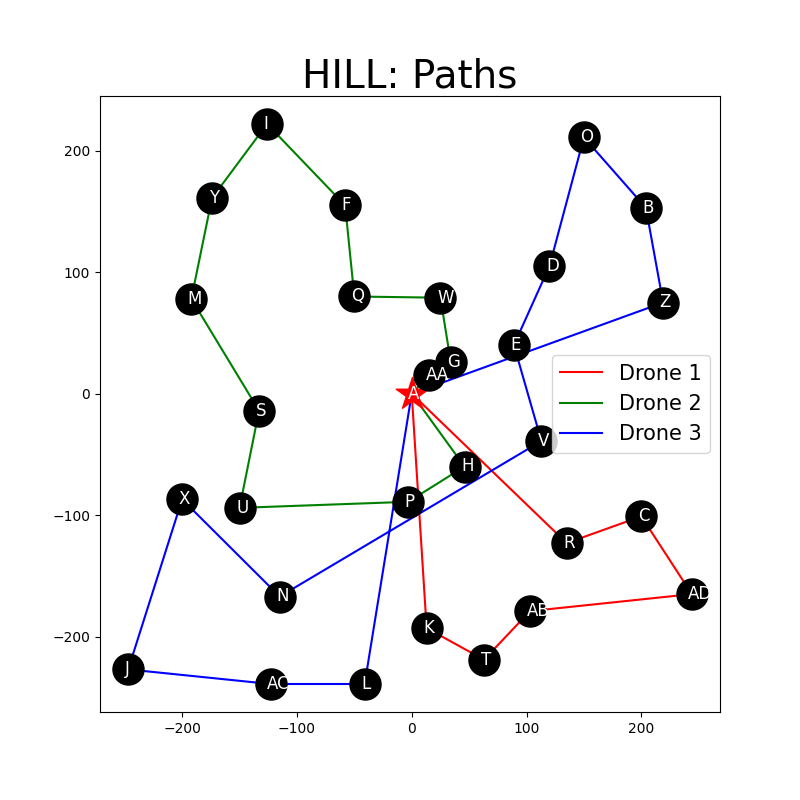 HILL: Paths
I
O
Y
F
B
D
Q
W
M
Z
E
G
AA
A
Drone 1
Drone 2
Drone 3
S
V
H
X
P
U
C
R
N
AD
AB
K
T
J
AC
L
200
100
0
−100
−200
−200
−100
0
100
200